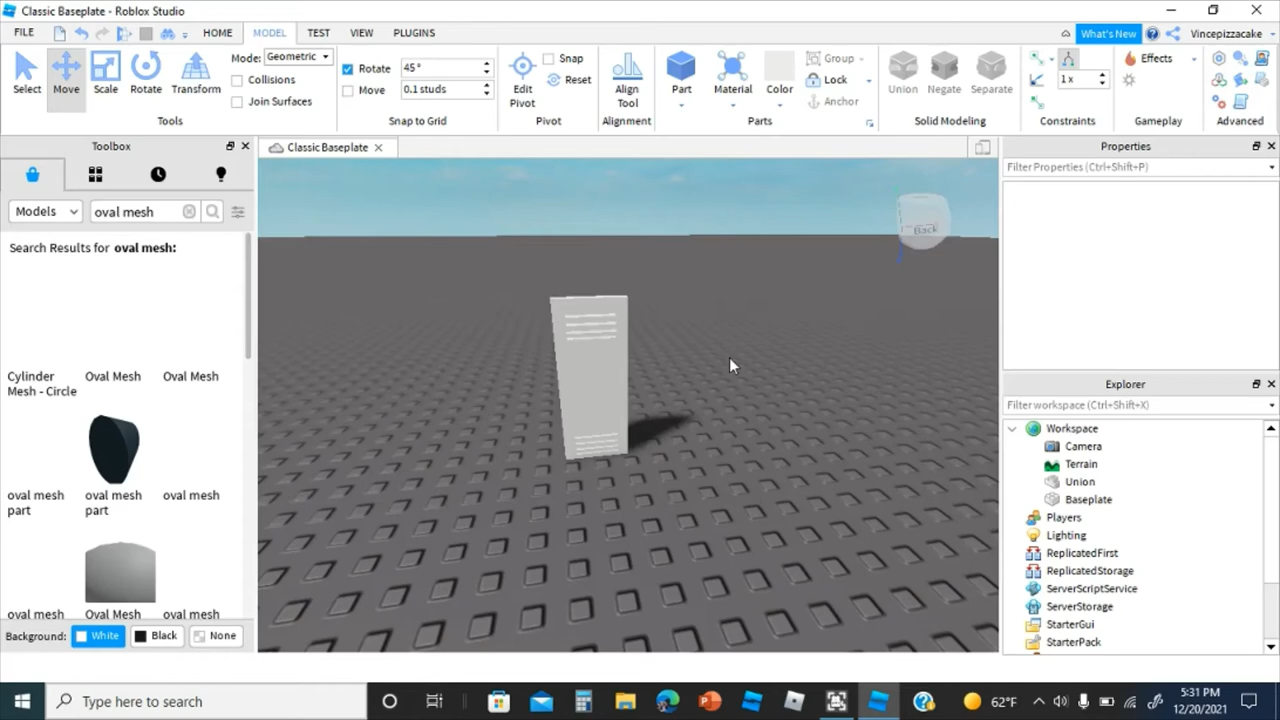 Classic Baseplate - Roblox Studio
FILE HOME MODEL TEST VIEW PLUGINS What's New Vincepizzacake
Select Move Scale Rotate Transform
Mode: Geometric
Collisions
Join Surfaces
Tools
Rotate 45°
Move 0.1 studs
Snap to Grid
Edit Pivot
Snap
Reset
Pivot
Align Tool
Alignment
Part Material Color
Group
Lock
Anchor
Parts
Union Negate Separate
Solid Modeling
1 x
Constraints
Effects
Gameplay
Advanced
Toolbox
Models oval mesh
Search Results for oval mesh:
Cylinder Mesh - Circle
Oval Mesh
Oval Mesh
oval mesh part
oval mesh part
oval mesh
oval mesh
Oval Mesh
oval mesh
Background: White Black None
Classic Baseplate
Back
Properties
Filter Properties (Ctrl+Shift+P)
Explorer
Filter workspace (Ctrl+Shift+X)
Workspace
Camera
Terrain
Union
Baseplate
Players
Lighting
ReplicatedFirst
ReplicatedStorage
ServerScriptService
ServerStorage
StarterGui
StarterPack
Type here to search
62°F
5:31 PM
12/20/2021